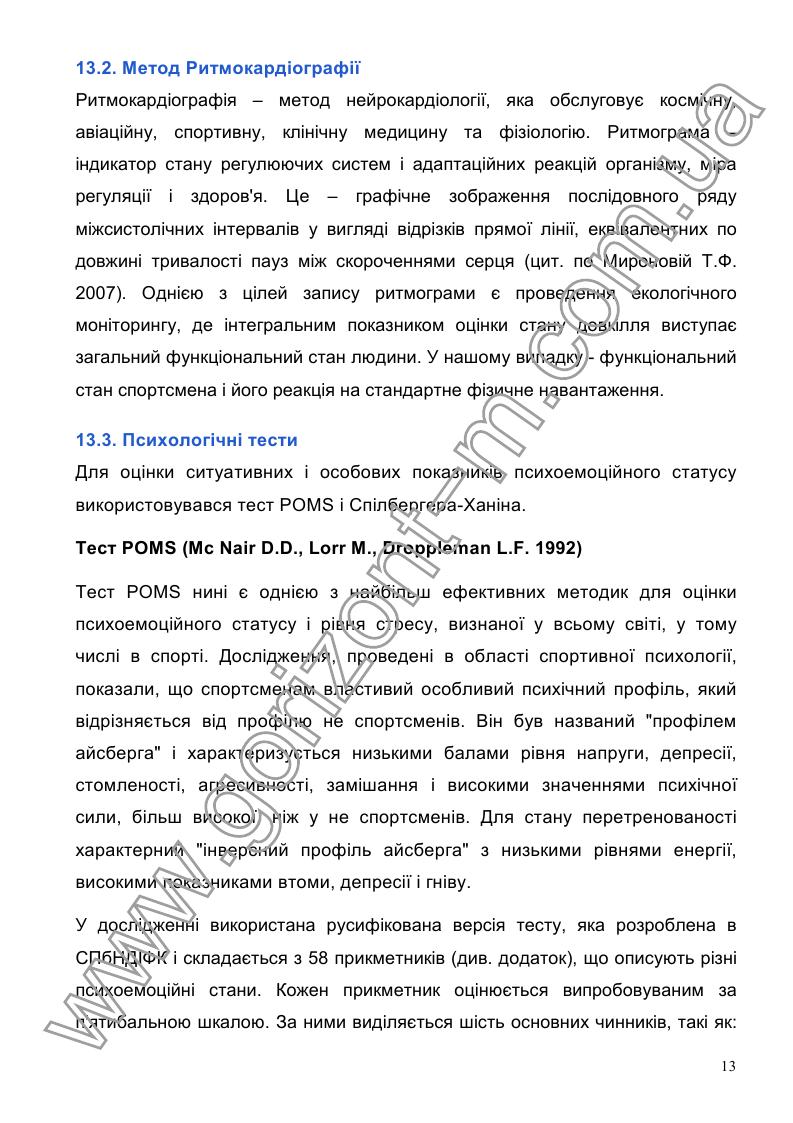 13.2. Метод Ритмокардіографії
Ритмокардіографія – метод нейрокардіології, яка обслуговує космічну,
авіаційну, спортивну, клінічну медицину та фізіологію. Ритмограма –
індикатор стану регулюючих систем і адаптаційних реакцій організму, міра
регуляції і здоров'я. Це – графічне зображення послідовного ряду
міжсистолічних інтервалів у вигляді відрізків прямої лінії, еквівалентних по
довжині тривалості пауз між скороченнями серця (цит. по Мироновій Т.Ф.
2007). Однією з цілей запису ритмограми є проведення екологічного
моніторингу, де інтегральним показником оцінки стану довкілля виступає
загальний функціональний стан людини. У нашому випадку - функціональний
стан спортсмена і його реакція на стандартне фізичне навантаження.
13.3. Психологічні тести
Для оцінки ситуативних і особових показників психоемоційного статусу
використовувався тест POMS і Спілбергера-Ханіна.
Тест POMS (Mc Nair D.D., Lorr M., Droppleman L.F. 1992)
Тест POMS нині є однією з найбільш ефективних методик для оцінки
психоемоційного статусу і рівня стресу, визнаної у всьому світі, у тому
числі в спорті. Дослідження, проведені в області спортивної психології,
показали, що спортсменам властивий особливий психічний профіль, який
відрізняється від профілю не спортсменів. Він був названий "профілем
айсберга" і характеризується низькими балами рівня напруги, депресії,
стомленості, агресивності, замішання і високими значеннями психічної
сили, більш високої, ніж у не спортсменів. Для стану перетренованості
характерний "інверсний профіль айсберга" з низькими рівнями енергії,
високими показниками втоми, депресії і гніву.
У дослідженні використана русифікована версія тесту, яка розроблена в
СПбНДІФК і складається з 58 прикметників (див. додаток), що описують різні
психоемоційні стани. Кожен прикметник оцінюється випробовуваним за
п'ятибальною шкалою. За ними виділяється шість основних чинників, такі як:
13
www.gorizont-m.com.ua